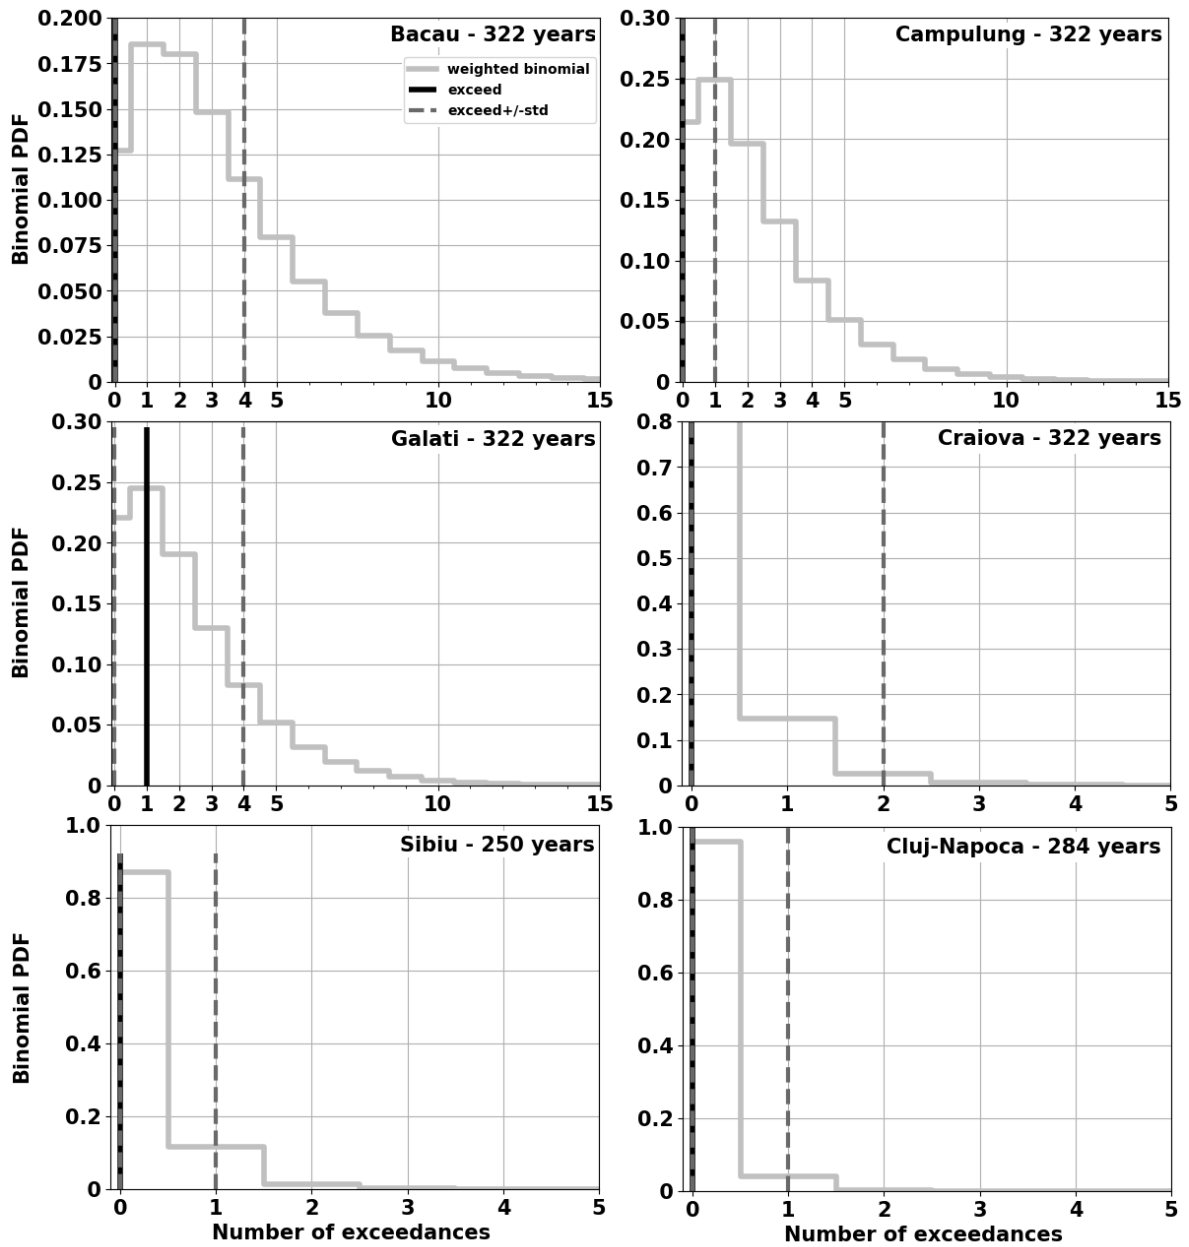 Bacau - 322 years
weighted binomial
exceed
exceed+/-std
Binomial PDF
0.200
0.175
0.150
0.125
0.100
0.075
0.050
0.025
0
0 1 2 3 4 5 10 15
Campulung - 322 years
0.30
0.25
0.20
0.15
0.10
0.05
0
0 1 2 3 4 5 10 15
Galati - 322 years
Binomial PDF
0.30
0.25
0.20
0.15
0.10
0.05
0
0 1 2 3 4 5 10 15
Craiova - 322 years
0.8
0.7
0.6
0.5
0.4
0.3
0.2
0.1
0
0 1 2 3 4 5
Sibiu - 250 years
Binomial PDF
1.0
0.8
0.6
0.4
0.2
0
0 1 2 3 4 5
Number of exceedances
Cluj-Napoca - 284 years
1.0
0.8
0.6
0.4
0.2
0
0 1 2 3 4 5
Number of exceedances